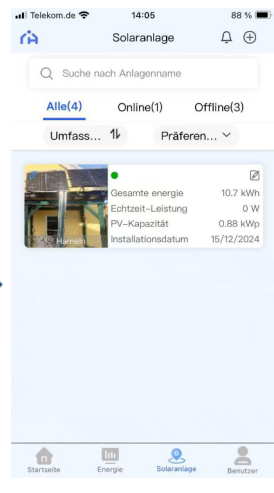 Telekom.de 14:05 88 %
Solaranlage
Suche nach Anlagenname
Alle(4) Online(1) Offline(3)
Umfass... Präferen...
Gesamte energie 10.7 kWh
Echtzeit-Leistung 0 W
PV-Kapazität 0.88 kWp
Installationsdatum 15/12/2024
Hameln
Startseite Energie Solaranlage Benutzer